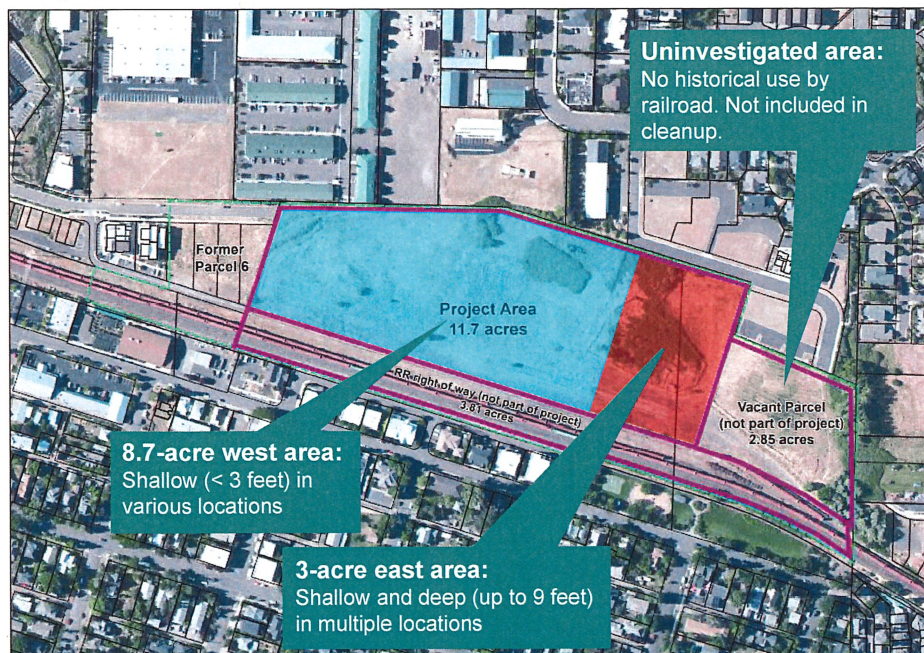 Uninvestigated area:
No historical use by
railroad. Not included in
cleanup.
Former
Parcel 6
Project Area
11.7 acres
RR right of way (not part of project)
3.81 acres
Vacant Parcel
(not part of project)
2.85 acres
8.7-acre west area:
Shallow (< 3 feet) in
various locations
3-acre east area:
Shallow and deep (up to 9 feet)
in multiple locations